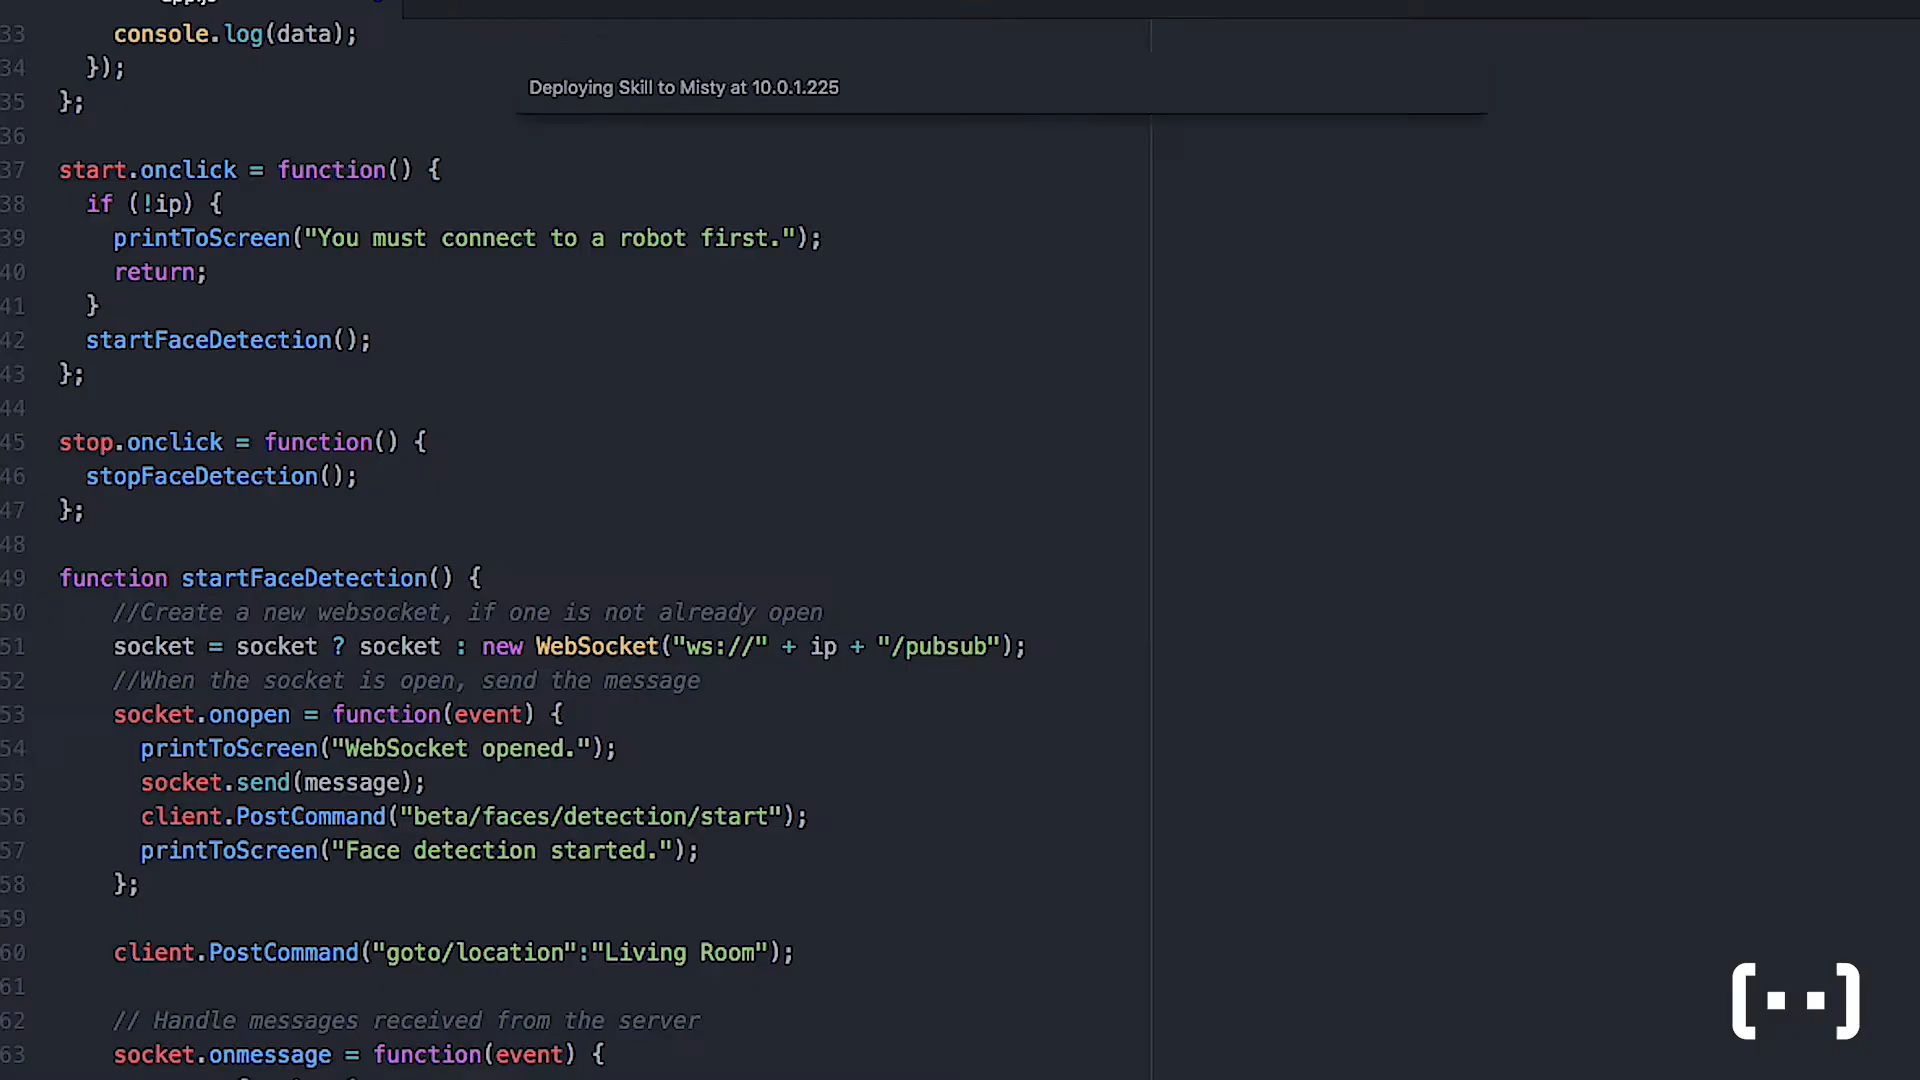 app.js
33 console.log(data);
34 });
35 };
Deploying Skill to Misty at 10.0.1.225
36
37 start.onclick = function() {
38 if (!ip) {
39 printToScreen("You must connect to a robot first.");
40 return;
41 }
42 startFaceDetection();
43 };
44
45 stop.onclick = function() {
46 stopFaceDetection();
47 };
48
49 function startFaceDetection() {
50 //Create a new websocket, if one is not already open
51 socket = socket ? socket : new WebSocket("ws://" + ip + "/pubsub");
52 //When the socket is open, send the message
53 socket.onopen = function(event) {
54 printToScreen("WebSocket opened.");
55 socket.send(message);
56 client.PostCommand("beta/faces/detection/start");
57 printToScreen("Face detection started.");
58 };
59
60 client.PostCommand("goto/location":"Living Room");
61
62 // Handle messages received from the server
63 socket.onmessage = function(event) {